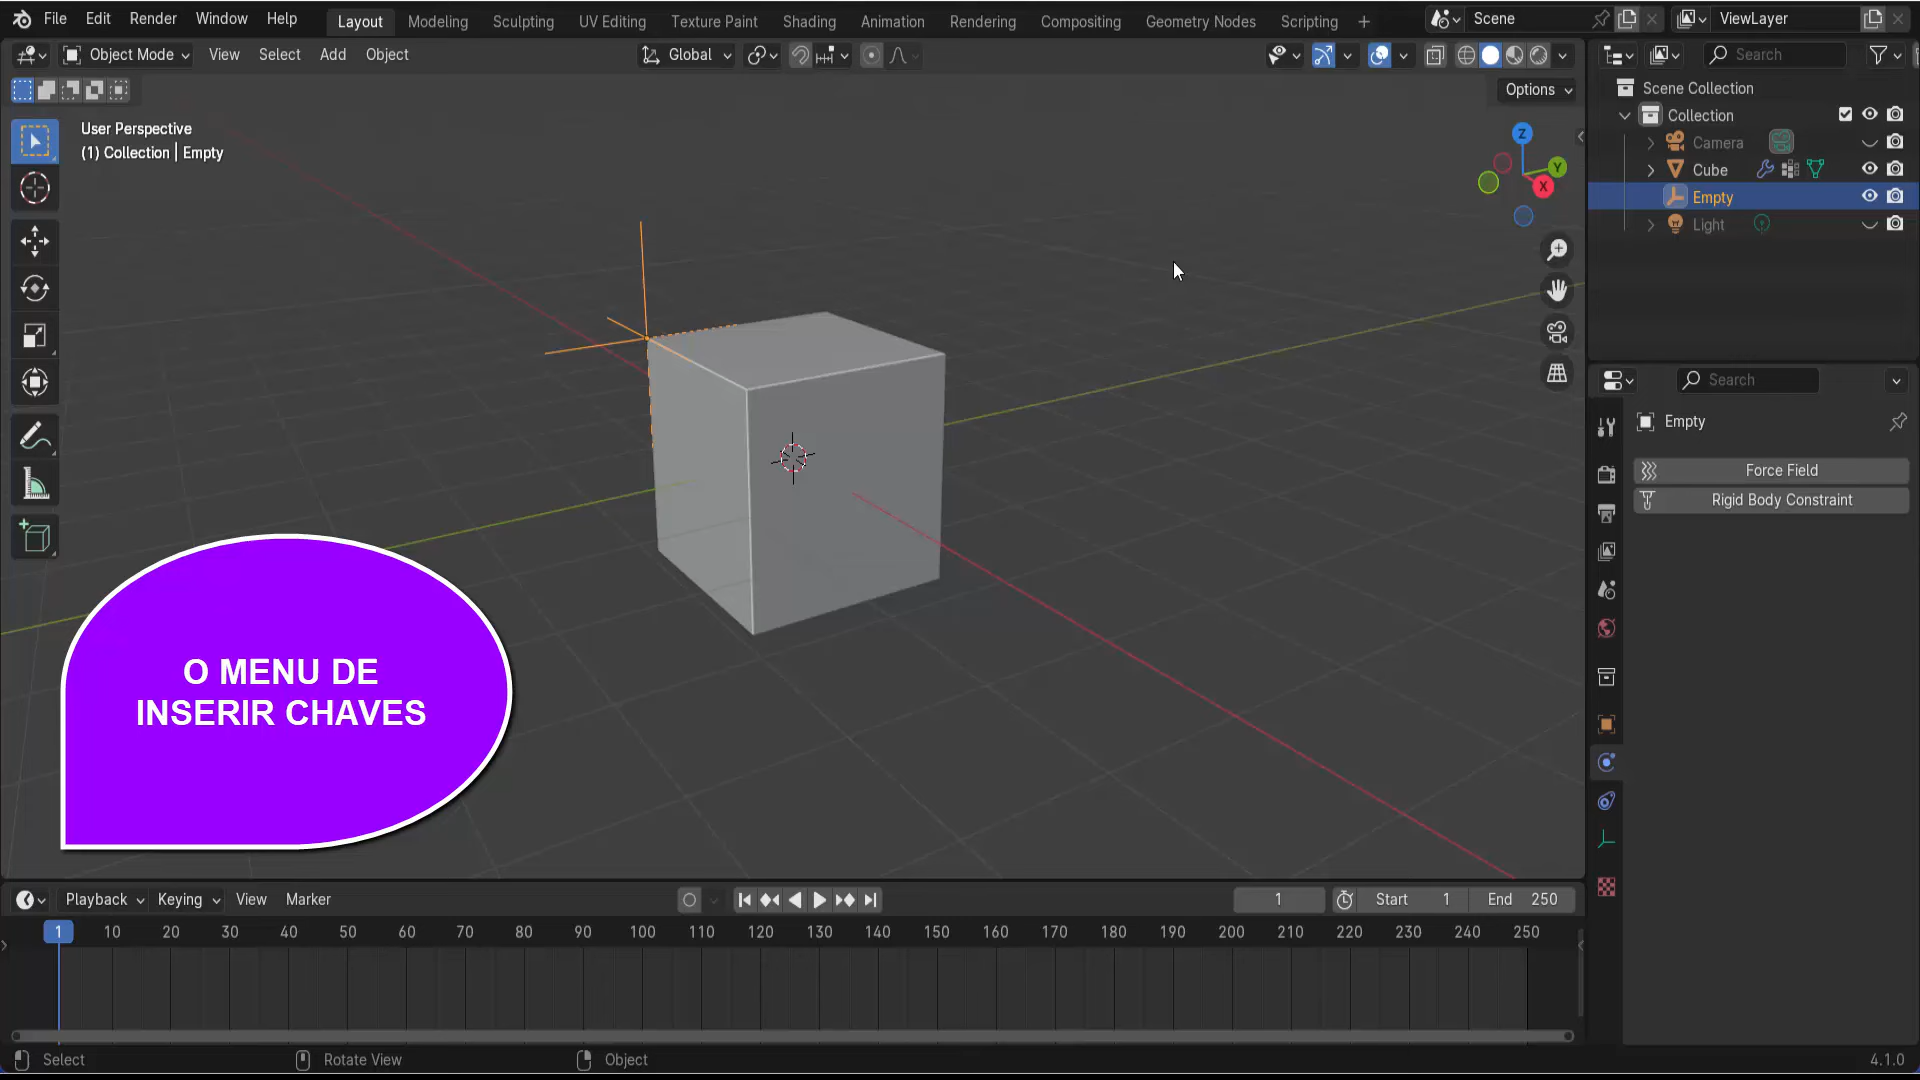 File Edit Render Window Help Layout Modeling Sculpting UV Editing Texture Paint Shading Animation Rendering Compositing Geometry Nodes Scripting + Scene ViewLayer
Object Mode View Select Add Object Global Search
Options
User Perspective
(1) Collection | Empty
Z
Y
X
Scene Collection
Collection
Camera
Cube
Empty
Light
Search
Empty
Force Field
Rigid Body Constraint
O MENU DE
INSERIR CHAVES
Playback Keying View Marker 1 Start 1 End 250
1 10 20 30 40 50 60 70 80 90 100 110 120 130 140 150 160 170 180 190 200 210 220 230 240 250
Select Rotate View Object 4.1.0